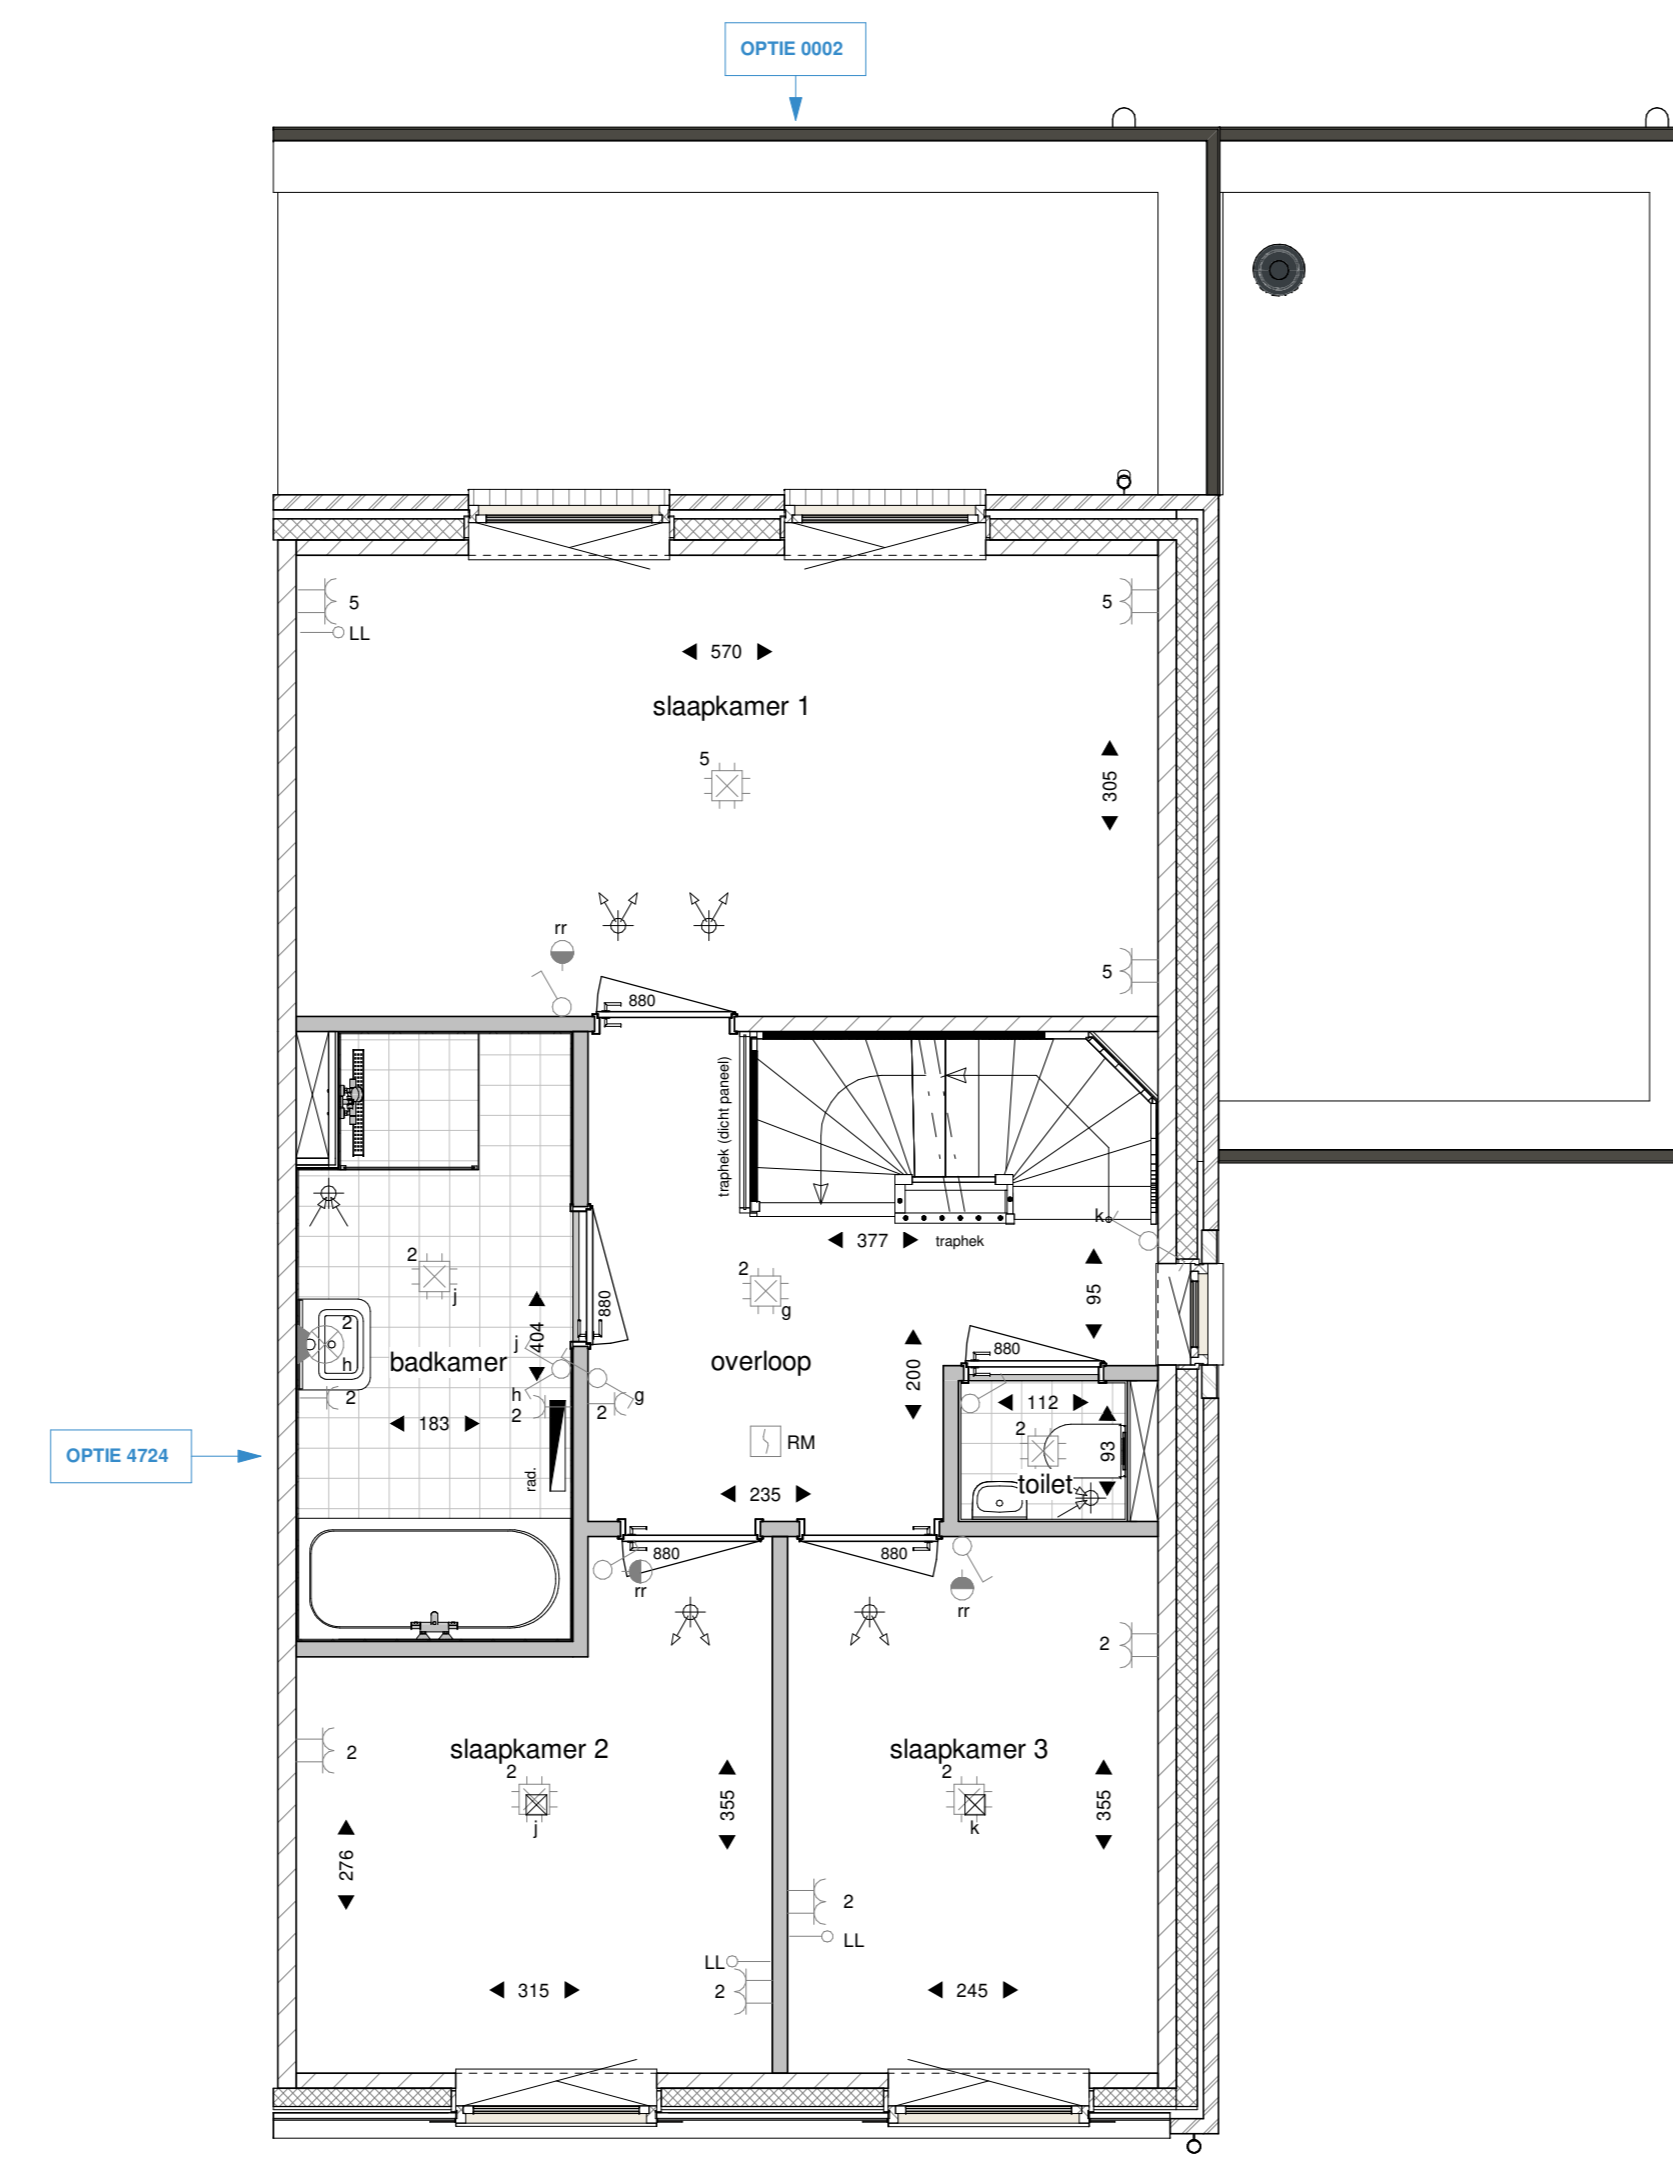 OPTIE 0002
5
LL
5
570
slaapkamer 1
5
305
rr
5
880
traphek (dicht paneel)
k
377
traphek
2
j
2
g
95
880
404
j
2
h
badkamer
overloop
200
880
h
2
2
g
2
183
112
2
93
toilet
OPTIE 4724
RM
rad.
235
880
880
rr
rr
2
slaapkamer 2
slaapkamer 3
2
2
2
j
k
355
355
276
2
LL
LL
2
315
245